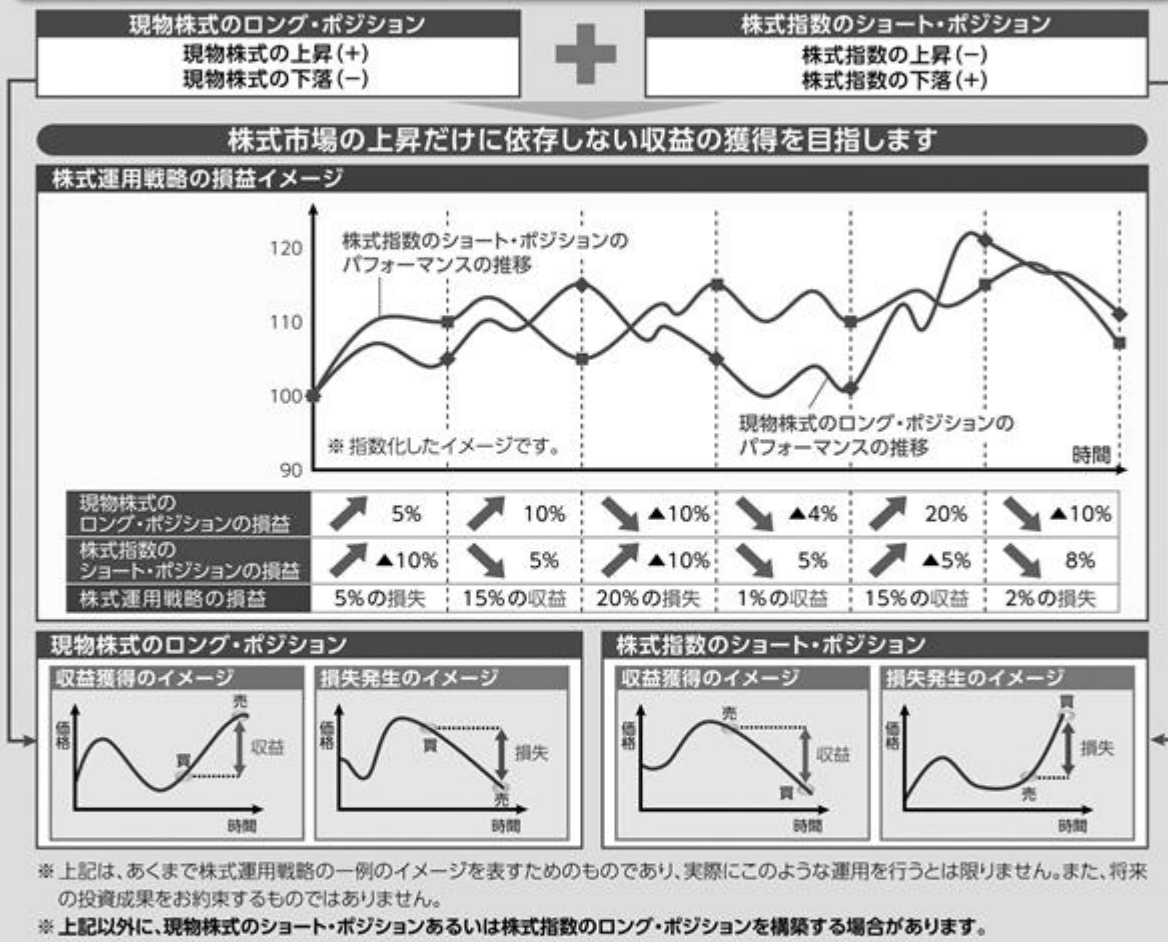 現物株式のロング・ポジション
現物株式の上昇(+)
現物株式の下落(−)
株式指数のショート・ポジション
株式指数の上昇(−)
株式指数の下落(+)
株式市場の上昇だけに依存しない収益の獲得を目指します
株式運用戦略の損益イメージ
120
110
100
90
株式指数のショート・ポジションの
パフォーマンスの推移
現物株式のロング・ポジションの
パフォーマンスの推移
※ 指数化したイメージです。
時間
現物株式の
ロング・ポジションの損益
5%
10%
▲10%
▲4%
20%
▲10%
株式指数の
ショート・ポジションの損益
▲10%
5%
▲10%
5%
▲5%
8%
株式運用戦略の損益
5%の損失
15%の収益
20%の損失
1%の収益
15%の収益
2%の損失
現物株式のロング・ポジション
収益獲得のイメージ
価格
買
売
収益
時間
損失発生のイメージ
価格
買
売
損失
時間
株式指数のショート・ポジション
収益獲得のイメージ
価格
売
買
収益
時間
損失発生のイメージ
価格
売
買
損失
時間
※上記は、あくまで株式運用戦略の一例のイメージを表すためのものであり、実際にこのような運用を行うとは限りません。また、将来
の投資成果をお約束するものではありません。
※上記以外に、現物株式のショート・ポジションあるいは株式指数のロング・ポジションを構築する場合があります。